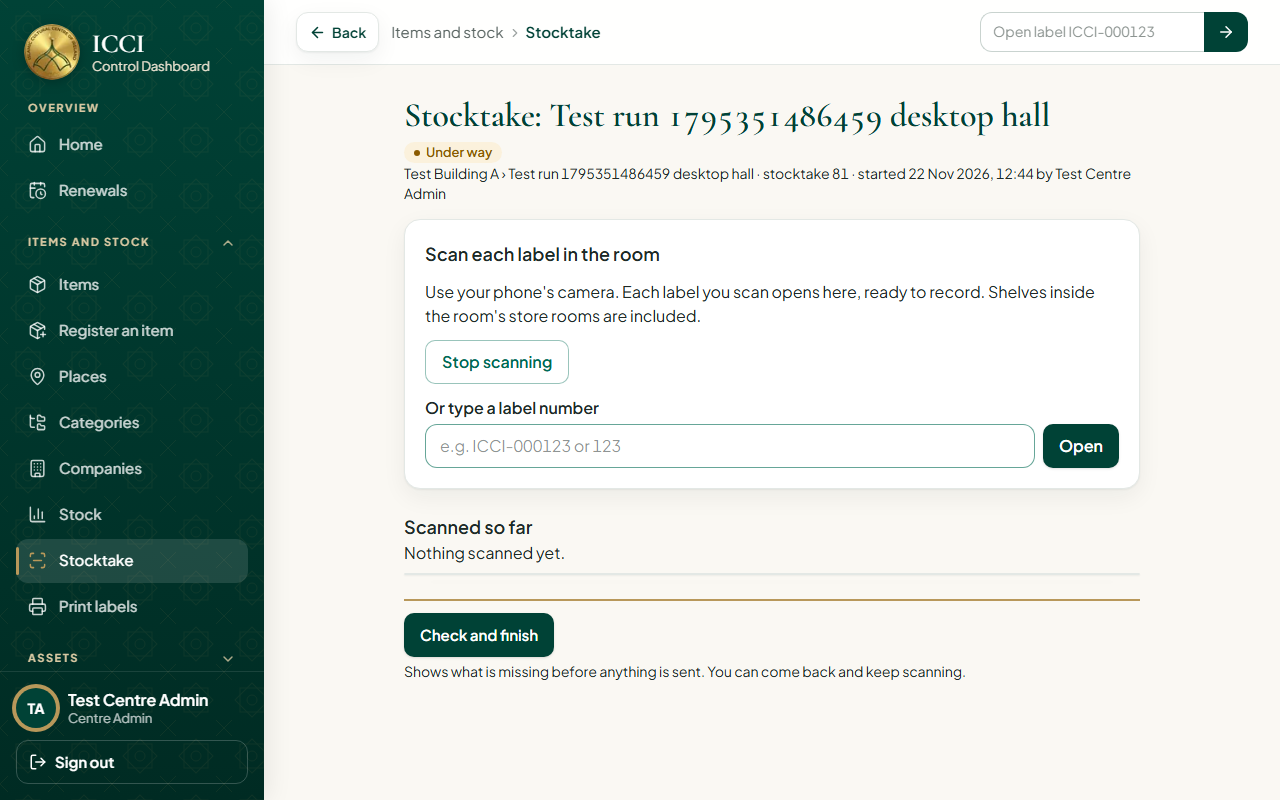 ICCI
Control Dashboard
OVERVIEW
Home
Renewals
ITEMS AND STOCK
Items
Register an item
Places
Categories
Companies
Stock
Stocktake
Print labels
ASSETS
TA
Test Centre Admin
Centre Admin
Sign out
Back
Items and stock › Stocktake
Open label ICCI-000123
Stocktake: Test run 1795351486459 desktop hall
Under way
Test Building A › Test run 1795351486459 desktop hall · stocktake 81 · started 22 Nov 2026, 12:44 by Test Centre
Admin
Scan each label in the room
Use your phone's camera. Each label you scan opens here, ready to record. Shelves inside
the room's store rooms are included.
Stop scanning
Or type a label number
e.g. ICCI-000123 or 123
Open
Scanned so far
Nothing scanned yet.
Check and finish
Shows what is missing before anything is sent. You can come back and keep scanning.